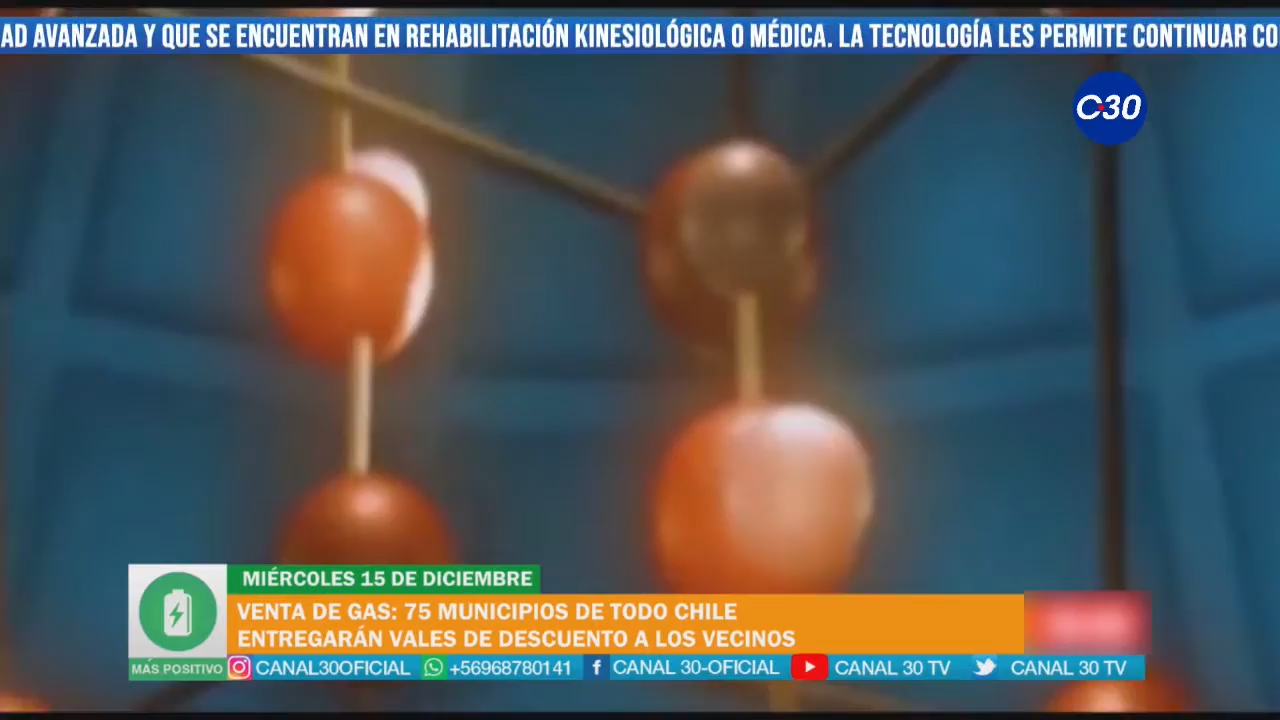 AD AVANZADA Y QUE SE ENCUENTRAN EN REHABILITACIÓN KINESIOLÓGICA O MÉDICA. LA TECNOLOGÍA LES PERMITE CONTINUAR CO
C30
MIÉRCOLES 15 DE DICIEMBRE
VENTA DE GAS: 75 MUNICIPIOS DE TODO CHILE
ENTREGARÁN VALES DE DESCUENTO A LOS VECINOS
MÁS POSITIVO
CANAL30OFICIAL +56968780141 f CANAL 30-OFICIAL CANAL 30 TV CANAL 30 TV